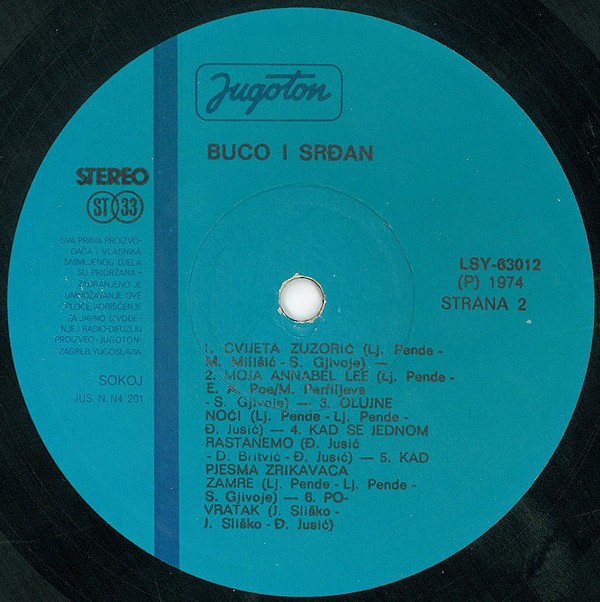 Jugoton
BUCO I SRĐAN
STEREO
ST 33
SVA PRAVA PROIZVO-
ĐAČA I VLASNIKA
SNIMLJENOG DJELA
SU PRIDRŽANA -
ZABRANJENO JE
UMNOŽAVANJE OVE
PLOČE, KORIŠĆENJE
ZA JAVNO IZVOĐE-
NJE I RADIO-DIFUZIJU
PROIZVEO JUGOTON-
ZAGREB, YUGOSLAVIA
SOKOJ
JUS. N. N4 201
LSY-63012
(P) 1974
STRANA 2
1. CVIJETA ZUZORIĆ (Lj. Pende -
M. Milišić - S. Gjivoje) —
2. MOJA ANNABEL LEE (Lj. Pende -
E. A. Poe/M. Perfiljeva
- S. Gjivoje) — 3. OLUJNE
NOĆI (Lj. Pende - Lj. Pende -
Đ. Jusić) — 4. KAD SE JEDNOM
RASTANEMO (Đ. Jusić
- D. Britvić - Đ. Jusić) — 5. KAD
PJESMA ZRIKAVACA
ZAMRE (Lj. Pende - Lj. Pende -
S. Gjivoje) — 6. PO-
VRATAK (J. Sliško -
J. Sliško - Đ. Jusić)